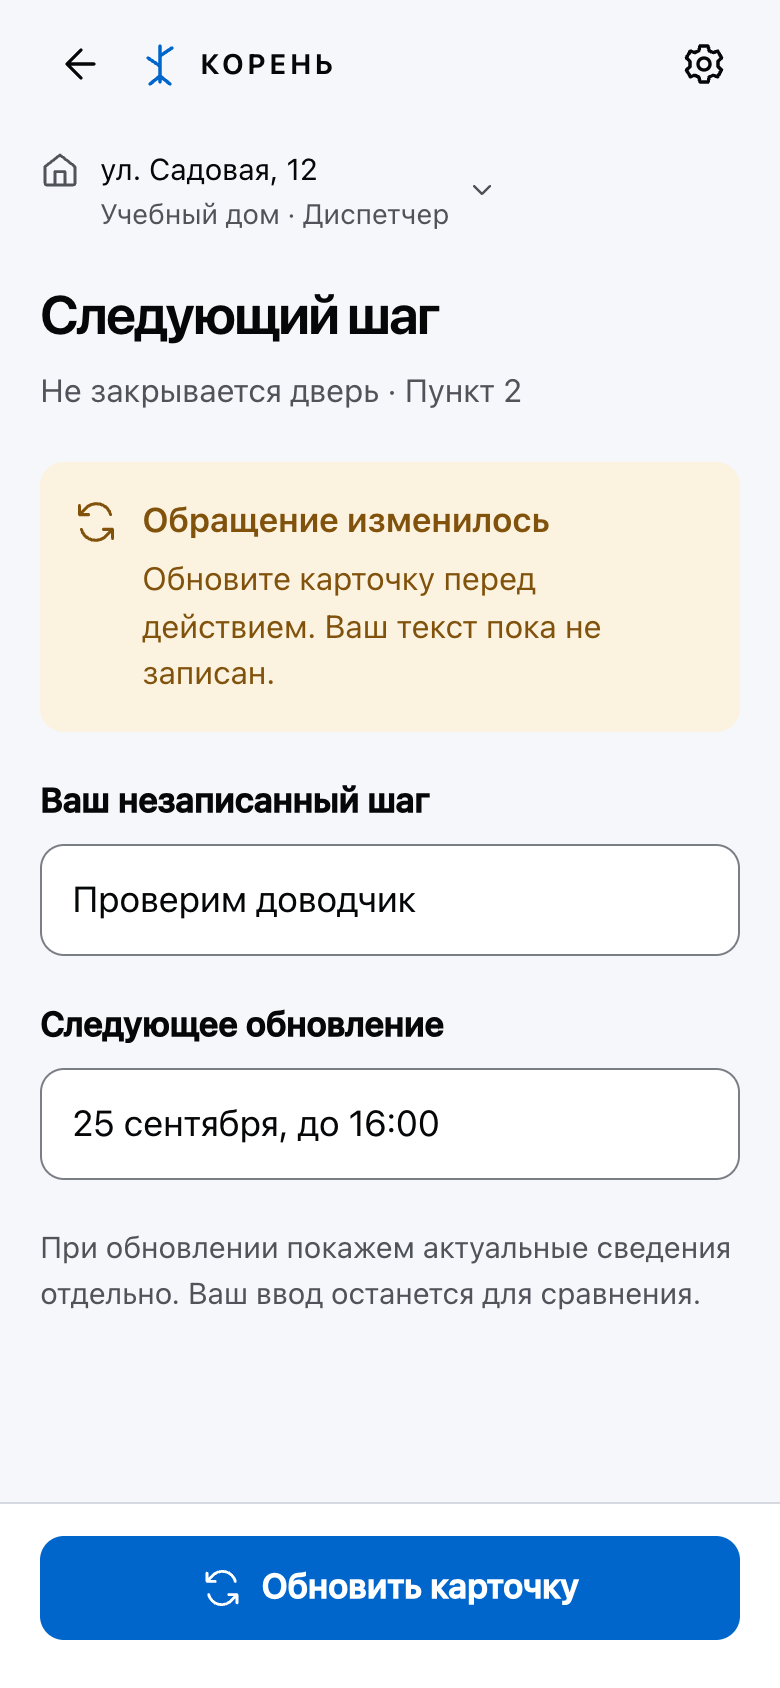 КОРЕНЬ
ул. Садовая, 12
Учебный дом · Диспетчер
Следующий шаг
Не закрывается дверь · Пункт 2
Обращение изменилось
Обновите карточку перед
действием. Ваш текст пока не
записан.
Ваш незаписанный шаг
Проверим доводчик
Следующее обновление
25 сентября, до 16:00
При обновлении покажем актуальные сведения
отдельно. Ваш ввод останется для сравнения.
Обновить карточку